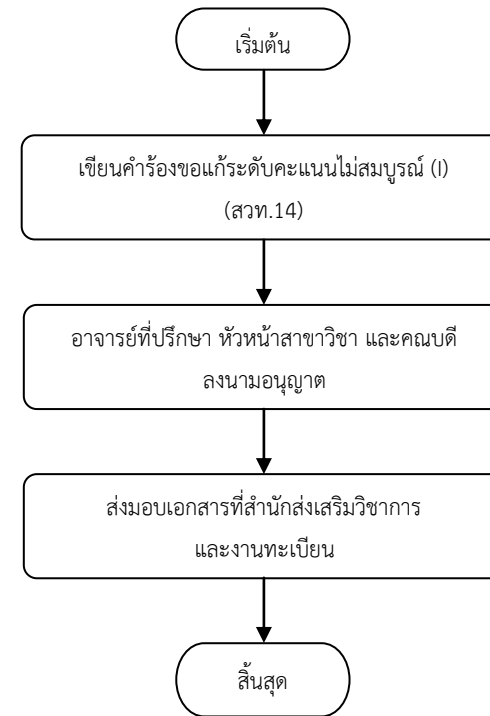 เริ่มต้น
เขียนคำร้องขอแก้ระดับคะแนนไม่สมบูรณ์ (I)
(สวท.14)
อาจารย์ที่ปรึกษา หัวหน้าสาขาวิชา และคณบดี
ลงนามอนุญาต
ส่งมอบเอกสารที่สำนักส่งเสริมวิชาการ
และงานทะเบียน
สิ้นสุด